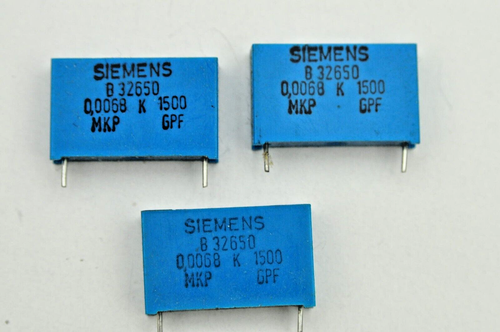 SIEMENS
B 32650
0,0068 K 1500
MKP GPF
SIEMENS
B 32650
0,0068 K 1500
MKP GPF
SIEMENS
B 32650
0,0068 K 1500
MKP GPF